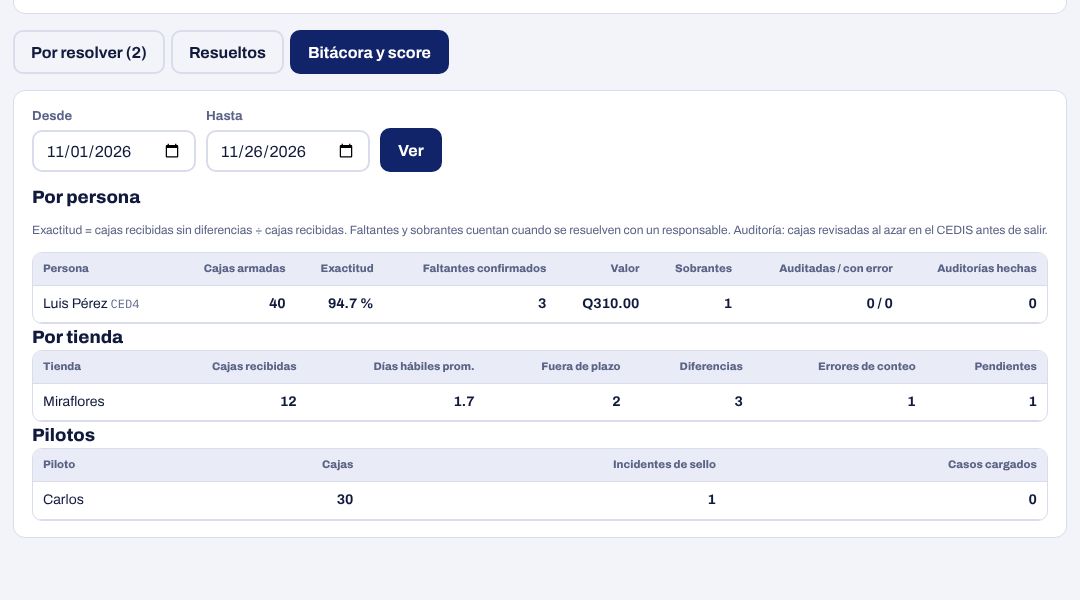 Por resolver (2) Resueltos Bitácora y score
Desde Hasta
11/01/2026 11/26/2026 Ver
Por persona
Exactitud = cajas recibidas sin diferencias ÷ cajas recibidas. Faltantes y sobrantes cuentan cuando se resuelven con un responsable. Auditoría: cajas revisadas al azar en el CEDIS antes de salir.
Persona Cajas armadas Exactitud Faltantes confirmados Valor Sobrantes Auditadas / con error Auditorías hechas
Luis Pérez CED4 40 94.7 % 3 Q310.00 1 0 / 0 0
Por tienda
Tienda Cajas recibidas Días hábiles prom. Fuera de plazo Diferencias Errores de conteo Pendientes
Miraflores 12 1.7 2 3 1 1
Pilotos
Piloto Cajas Incidentes de sello Casos cargados
Carlos 30 1 0